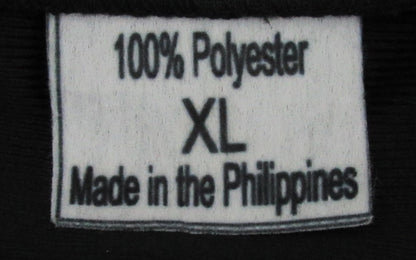 100% Polyester
XL
Made in the Philippines